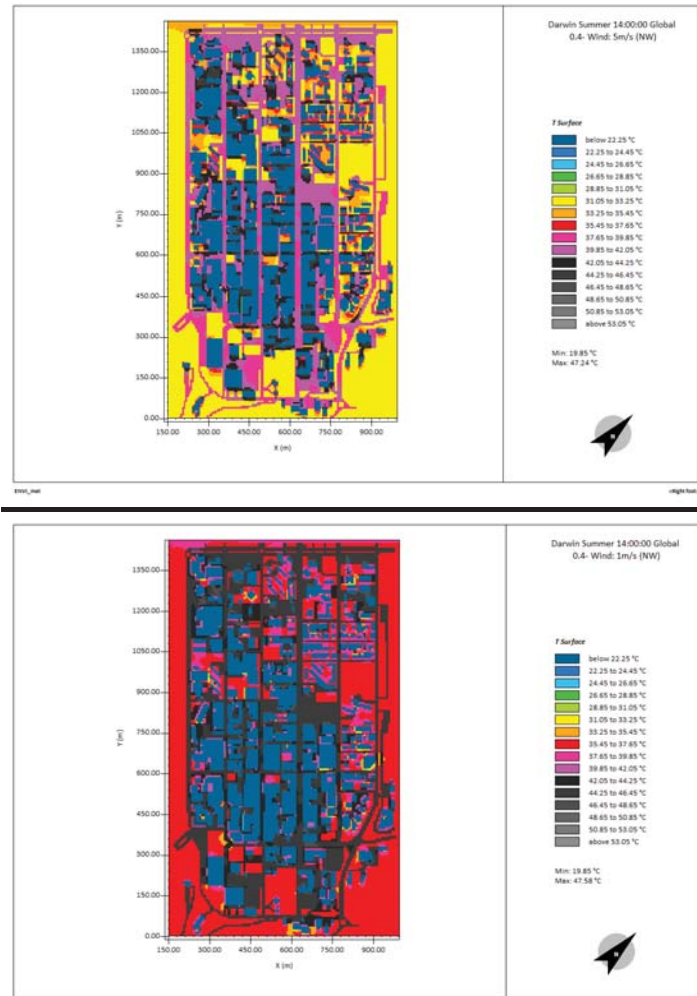 Darwin Summer 14:00:00 Global
0.4- Wind: 5m/s (NW)
1350.00
1200.00
1050.00
900.00
750.00
600.00
450.00
300.00
150.00
0.00
Y (m)
150.00 300.00 450.00 600.00 750.00 900.00
X (m)
T Surface
below 22.25 °C
22.25 to 24.45 °C
24.45 to 26.65 °C
26.65 to 28.85 °C
28.85 to 31.05 °C
31.05 to 33.25 °C
33.25 to 35.45 °C
35.45 to 37.65 °C
37.65 to 39.85 °C
39.85 to 42.05 °C
42.05 to 44.25 °C
44.25 to 46.45 °C
46.45 to 48.65 °C
48.65 to 50.85 °C
50.85 to 53.05 °C
above 53.05 °C
Min: 19.85 °C
Max: 47.24 °C
N
ENVI_met
<Right foot
Darwin Summer 14:00:00 Global
0.4- Wind: 1m/s (NW)
1350.00
1200.00
1050.00
900.00
750.00
600.00
450.00
300.00
150.00
0.00
Y (m)
150.00 300.00 450.00 600.00 750.00 900.00
X (m)
T Surface
below 22.25 °C
22.25 to 24.45 °C
24.45 to 26.65 °C
26.65 to 28.85 °C
28.85 to 31.05 °C
31.05 to 33.25 °C
33.25 to 35.45 °C
35.45 to 37.65 °C
37.65 to 39.85 °C
39.85 to 42.05 °C
42.05 to 44.25 °C
44.25 to 46.45 °C
46.45 to 48.65 °C
48.65 to 50.85 °C
50.85 to 53.05 °C
above 53.05 °C
Min: 19.85 °C
Max: 47.58 °C
N